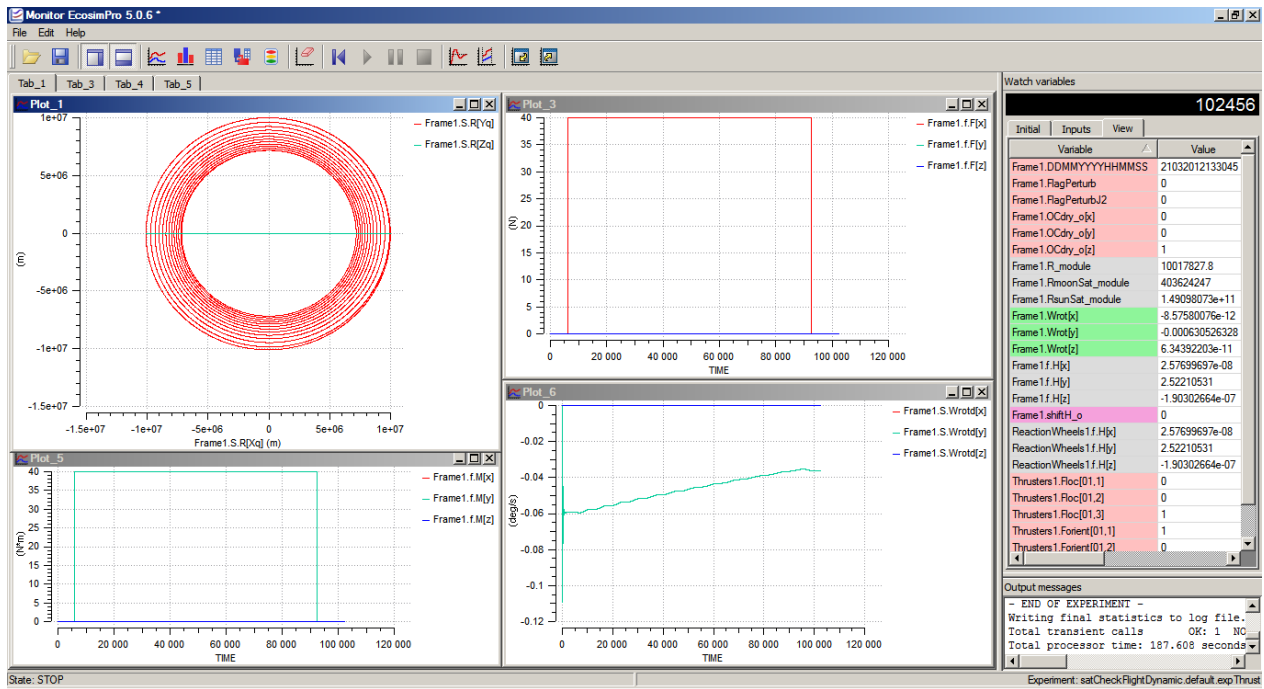 Monitor EcosimPro 5.0.6 *
File Edit Help
Tab_1 Tab_3 Tab_4 Tab_5
Plot_1
1e+07
5e+06
0
-5e+06
-1e+07
-1.5e+07
(m)
-1.5e+07 -1e+07 -5e+06 0 5e+06 1e+07
Frame1.S.R[Xq] (m)
Frame1.S.R[Yq]
Frame1.S.R[Zq]
Plot_3
40
35
30
25
20
15
10
5
0
(N)
0 20 000 40 000 60 000 80 000 100 000 120 000
TIME
Frame1.f.F[x]
Frame1.f.F[y]
Frame1.f.F[z]
Plot_5
40
35
30
25
20
15
10
5
0
(N*m)
0 20 000 40 000 60 000 80 000 100 000 120 000
TIME
Frame1.f.M[x]
Frame1.f.M[y]
Frame1.f.M[z]
Plot_6
0
-0.02
-0.04
-0.06
-0.08
-0.1
-0.12
(deg/s)
0 20 000 40 000 60 000 80 000 100 000 120 000
TIME
Frame1.S.Wrotd[x]
Frame1.S.Wrotd[y]
Frame1.S.Wrotd[z]
Watch variables
102456
Initial Inputs View
Variable Value
Frame1.DDMMYYYYHHMMSS 21032012133045
Frame1.FlagPerturb 0
Frame1.FlagPerturbJ2 0
Frame1.OCdry_o[x] 0
Frame1.OCdry_o[y] 0
Frame1.OCdry_o[z] 1
Frame1.R_module 10017827.8
Frame1.RmoonSat_module 403624247
Frame1.RsunSat_module 1.49098073e+11
Frame1.Wrot[x] -8.57580076e-12
Frame1.Wrot[y] -0.000630526328
Frame1.Wrot[z] 6.34392203e-11
Frame1.f.H[x] 2.57699697e-08
Frame1.f.H[y] 2.52210531
Frame1.f.H[z] -1.90302664e-07
Frame1.shiftH_o 0
ReactionWheels1.f.H[x] 2.57699697e-08
ReactionWheels1.f.H[y] 2.52210531
ReactionWheels1.f.H[z] -1.90302664e-07
Thrusters1.Floc[01,1] 0
Thrusters1.Floc[01,2] 0
Thrusters1.Floc[01,3] 1
Thrusters1.Forient[01,1] 1
Thrusters1.Forient[01,2] 0
Output messages
- END OF EXPERIMENT -
Writing final statistics to log file.
Total transient calls OK: 1 NO
Total processor time: 187.608 seconds
State: STOP
Experiment: satCheckFlightDynamic.default.expThrust